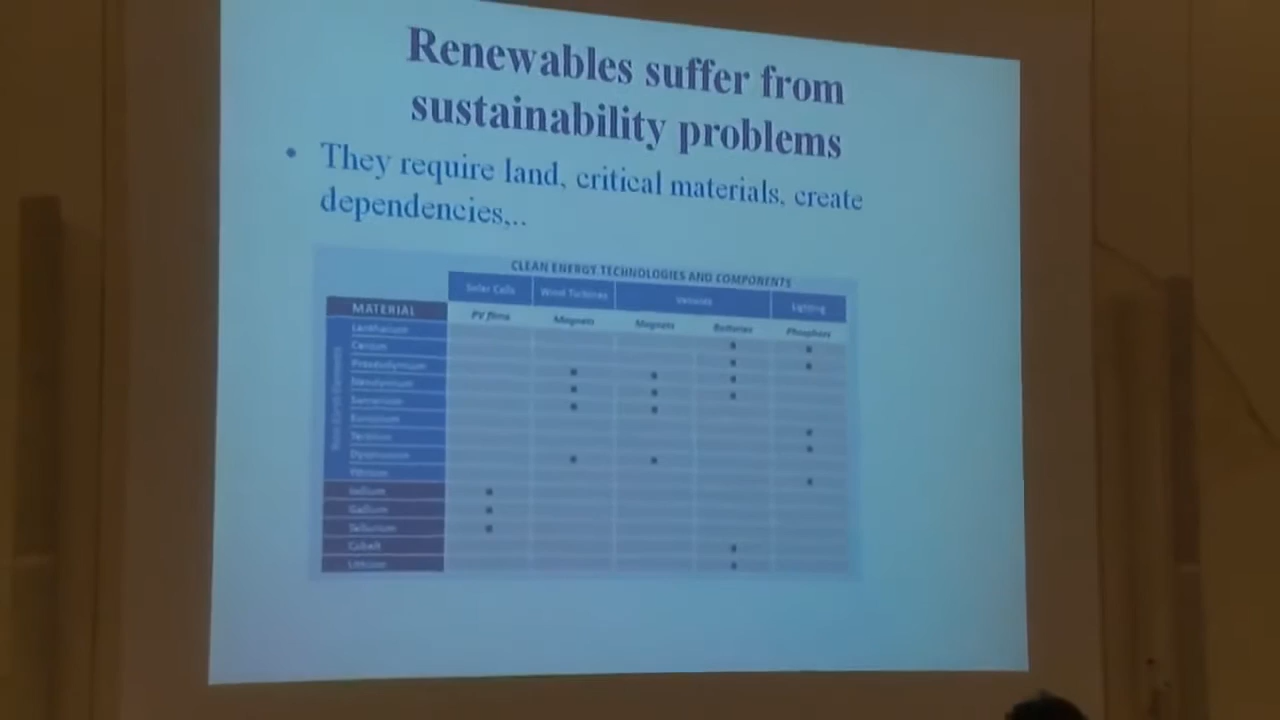 Renewables suffer from
sustainability problems
• They require land, critical materials, create
dependencies,..
CLEAN ENERGY TECHNOLOGIES AND COMPONENTS
Solar Cells Wind Turbines Vehicles Lighting
MATERIAL PV films Magnets Magnets Batteries Phosphors
Lanthanum
Cerium
Praseodymium
Neodymium
Samarium
Europium
Terbium
Dysprosium
Yttrium
Indium
Gallium
Tellurium
Cobalt
Lithium